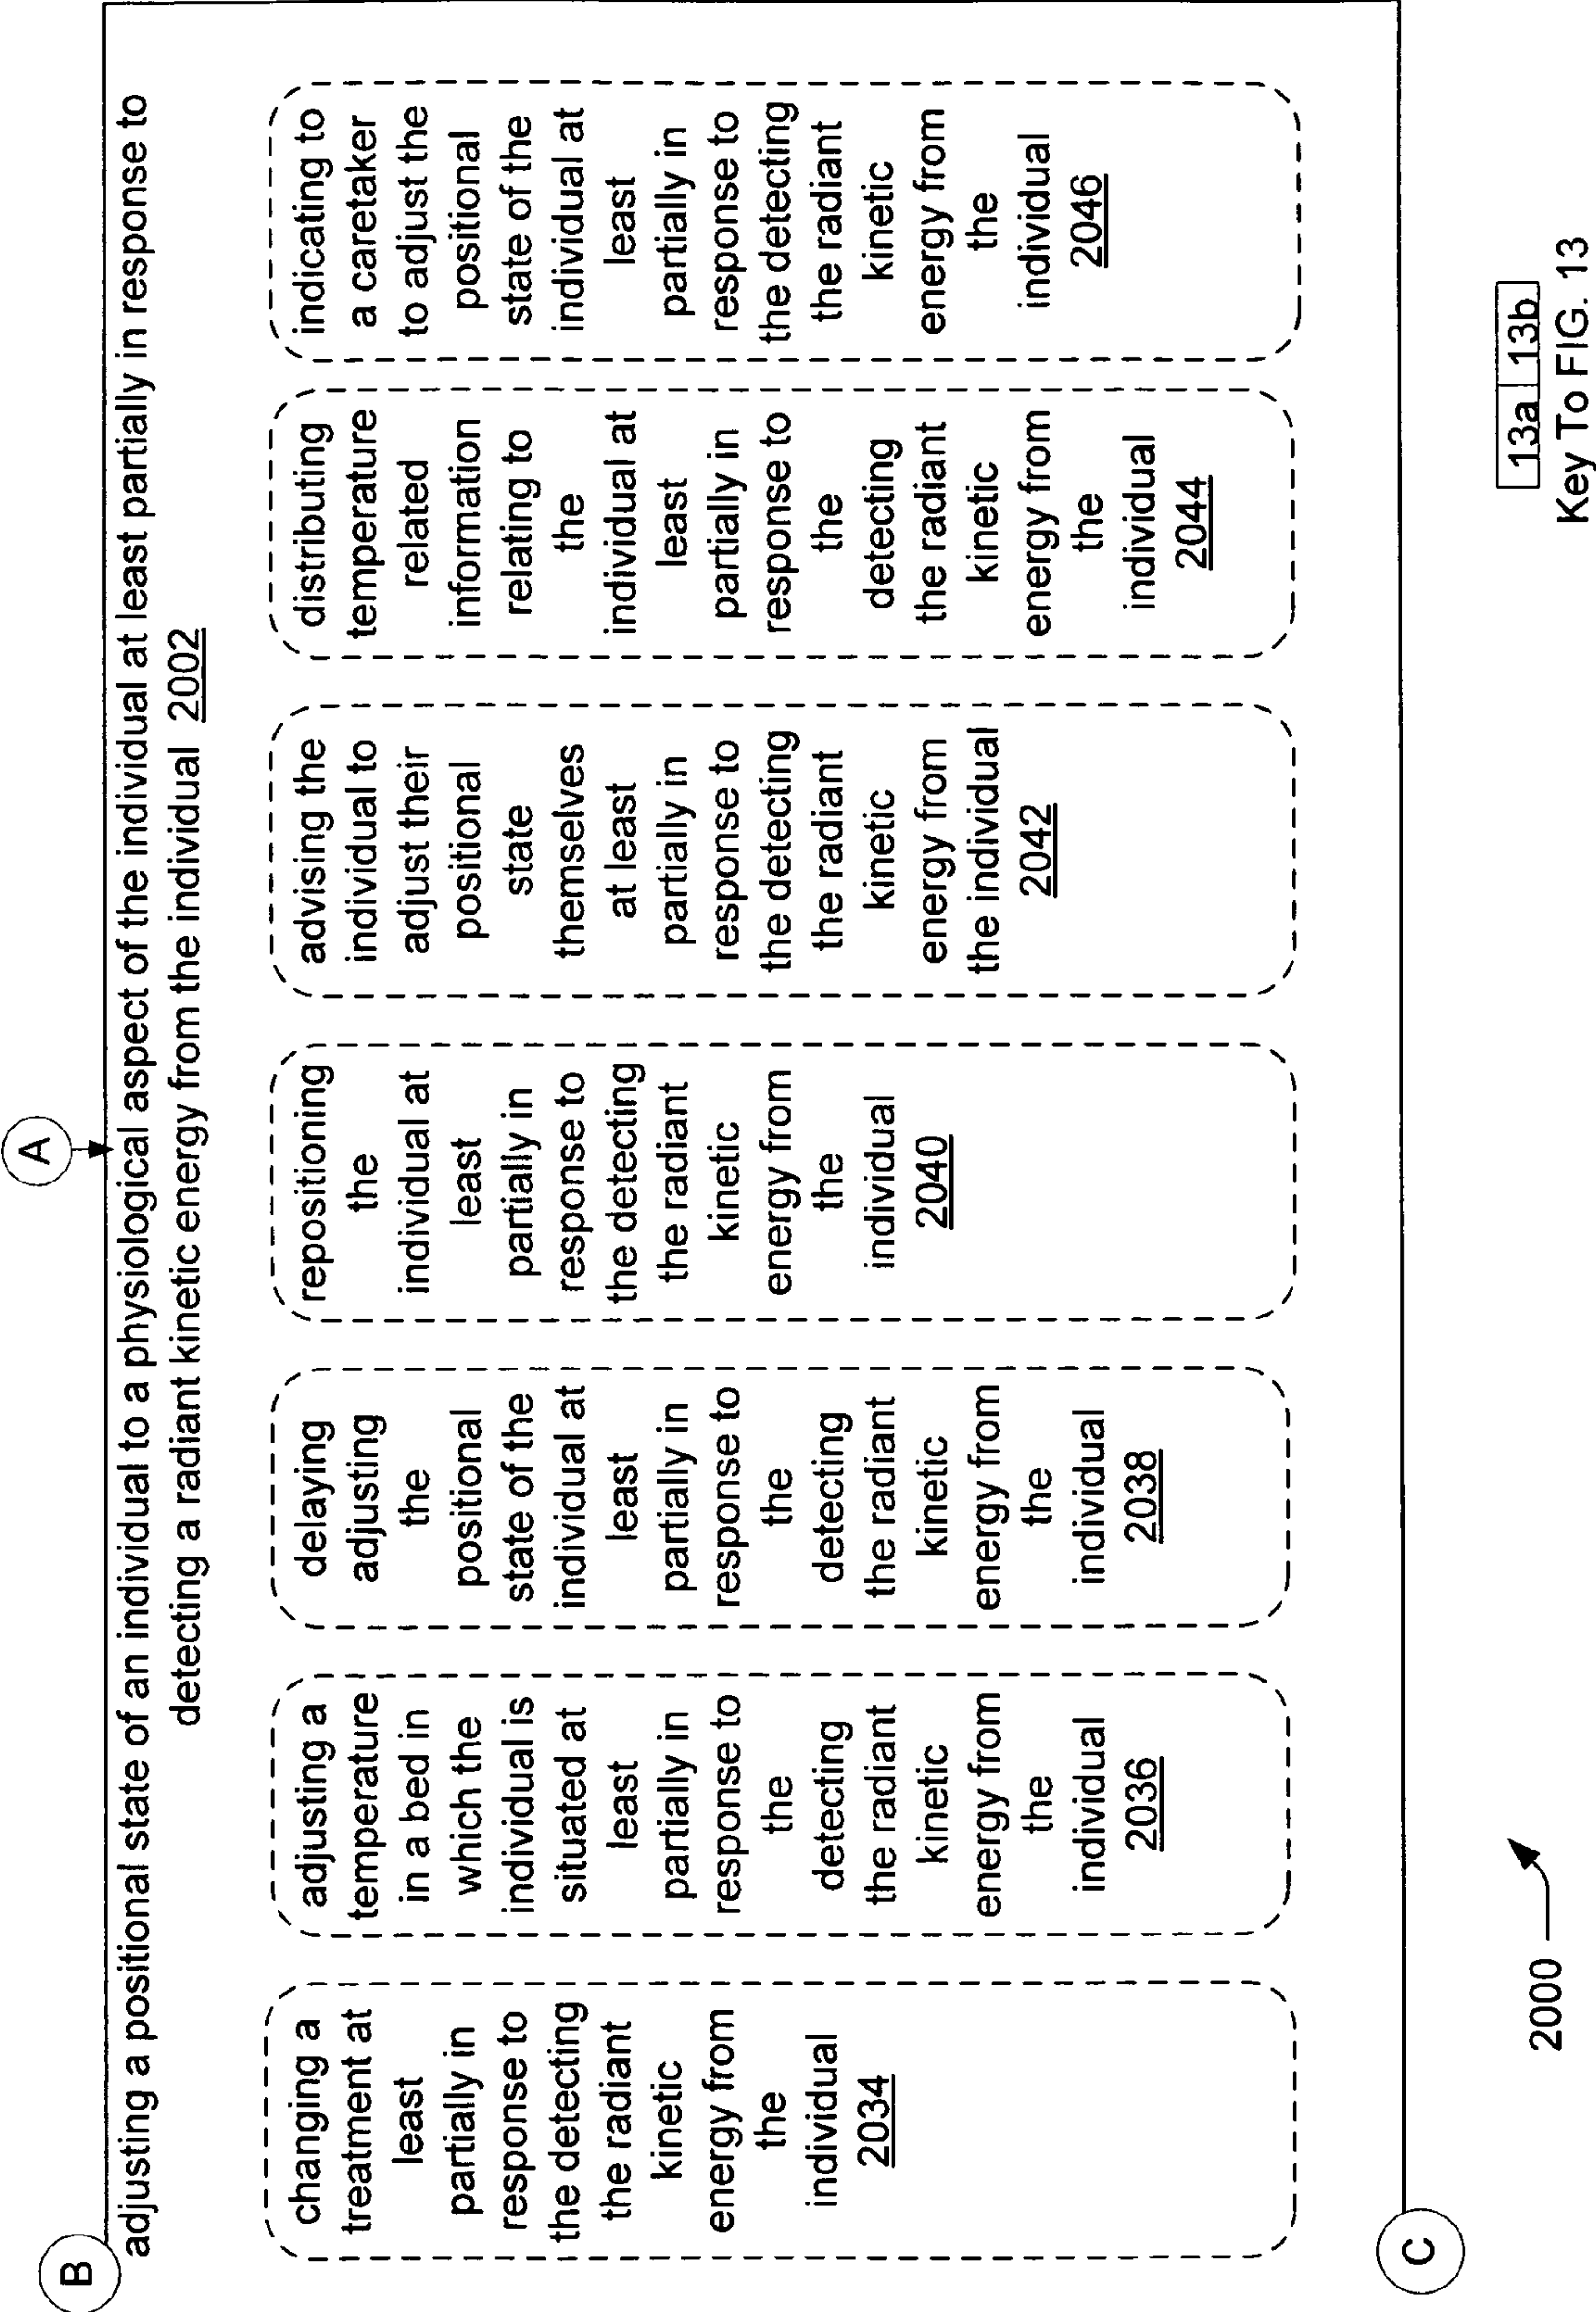 A
B
adjusting a positional state of an individual to a physiological aspect of the individual at least partially in response to
detecting a radiant kinetic energy from the individual 2002
changing a
treatment at
least
partially in
response to
the detecting
the radiant
kinetic
energy from
the
individual
2034
adjusting a
temperature
in a bed in
which the
individual is
situated at
least
partially in
response to
the
detecting
the radiant
kinetic
energy from
the
individual
2036
delaying
adjusting
the
positional
state of the
individual at
least
partially in
response to
the
detecting
the radiant
kinetic
energy from
the
individual
2038
repositioning
the
individual at
least
partially in
response to
the detecting
the radiant
kinetic
energy from
the
individual
2040
advising the
individual to
adjust their
positional
state
themselves
at least
partially in
response to
the detecting
the radiant
kinetic
energy from
the individual
2042
distributing
temperature
related
information
relating to
the
individual at
least
partially in
response to
the
detecting
the radiant
kinetic
energy from
the
individual
2044
indicating to
a caretaker
to adjust the
positional
state of the
individual at
least
partially in
response to
the detecting
the radiant
kinetic
energy from
the
individual
2046
C
2000
13a 13b
Key To FIG. 13